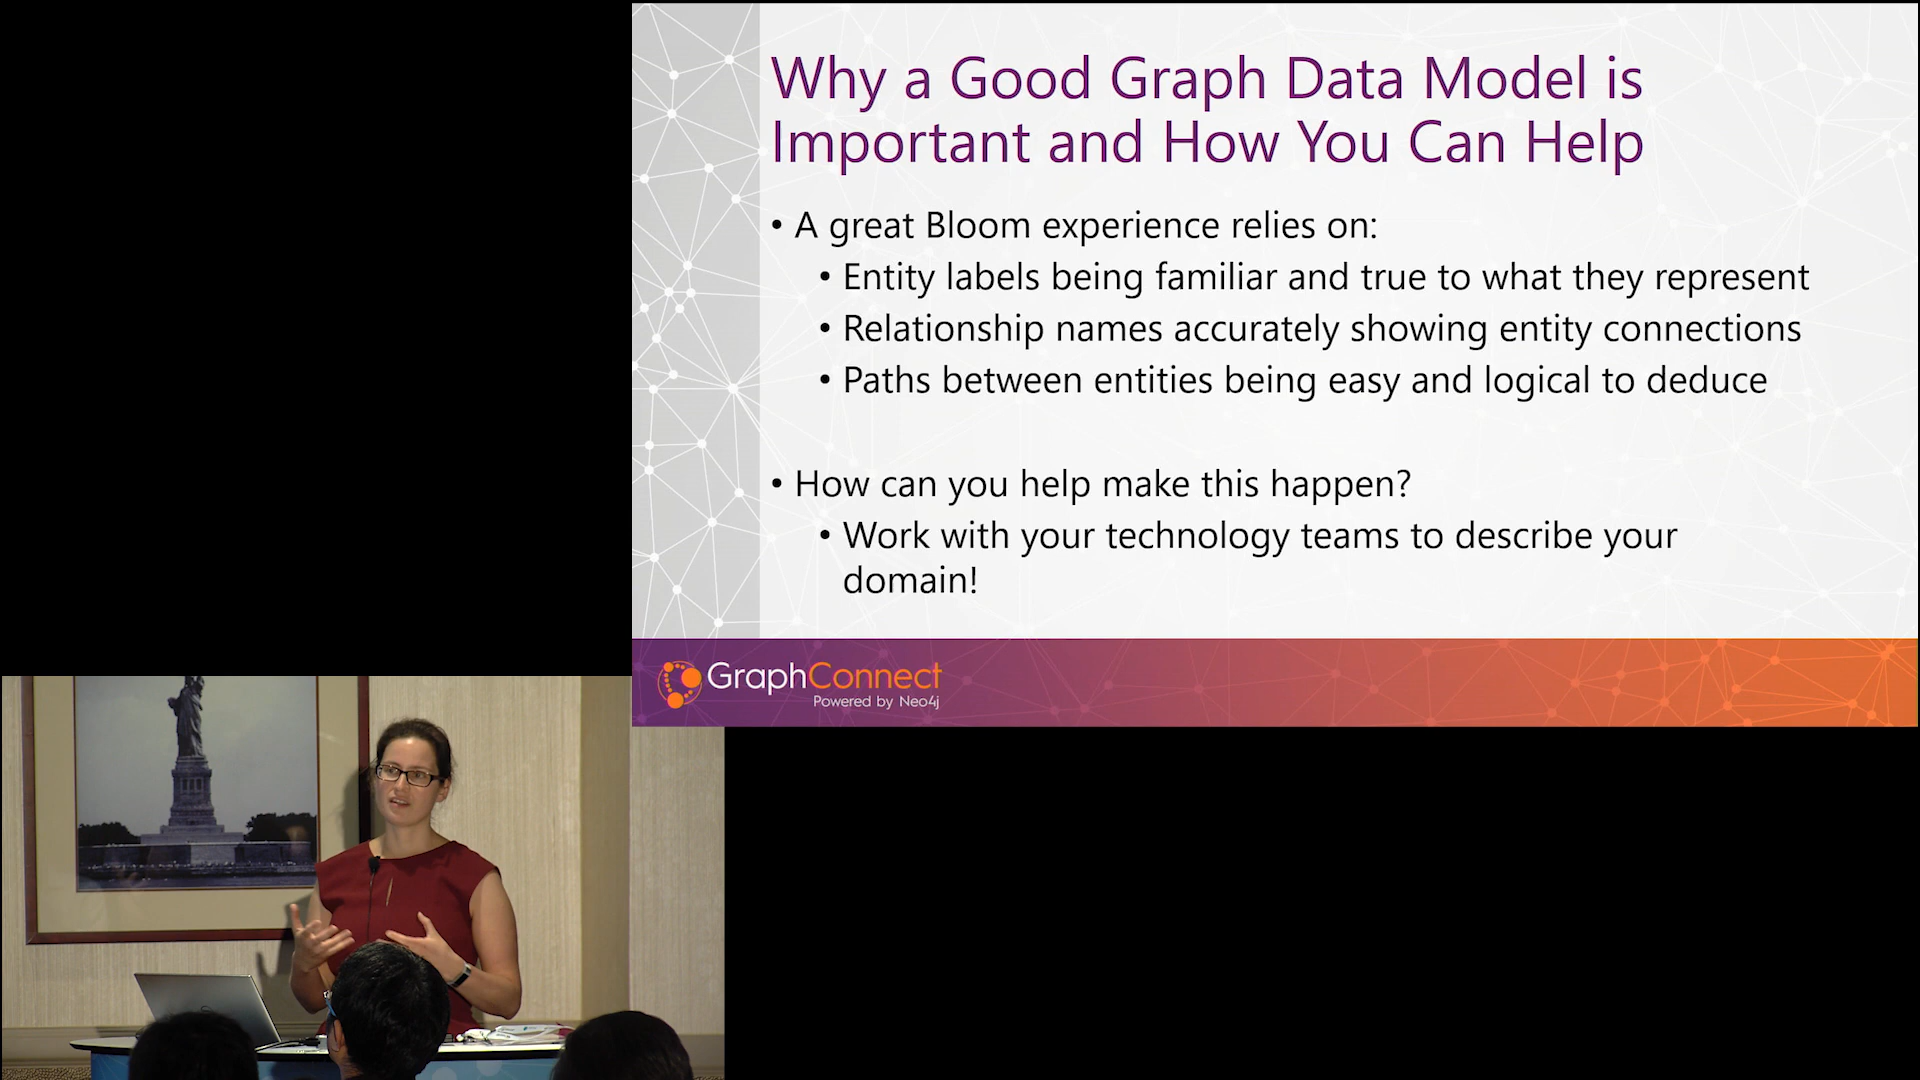 Why a Good Graph Data Model is
Important and How You Can Help
• A great Bloom experience relies on:
• Entity labels being familiar and true to what they represent
• Relationship names accurately showing entity connections
• Paths between entities being easy and logical to deduce
• How can you help make this happen?
• Work with your technology teams to describe your
domain!
GraphConnect
Powered by Neo4j